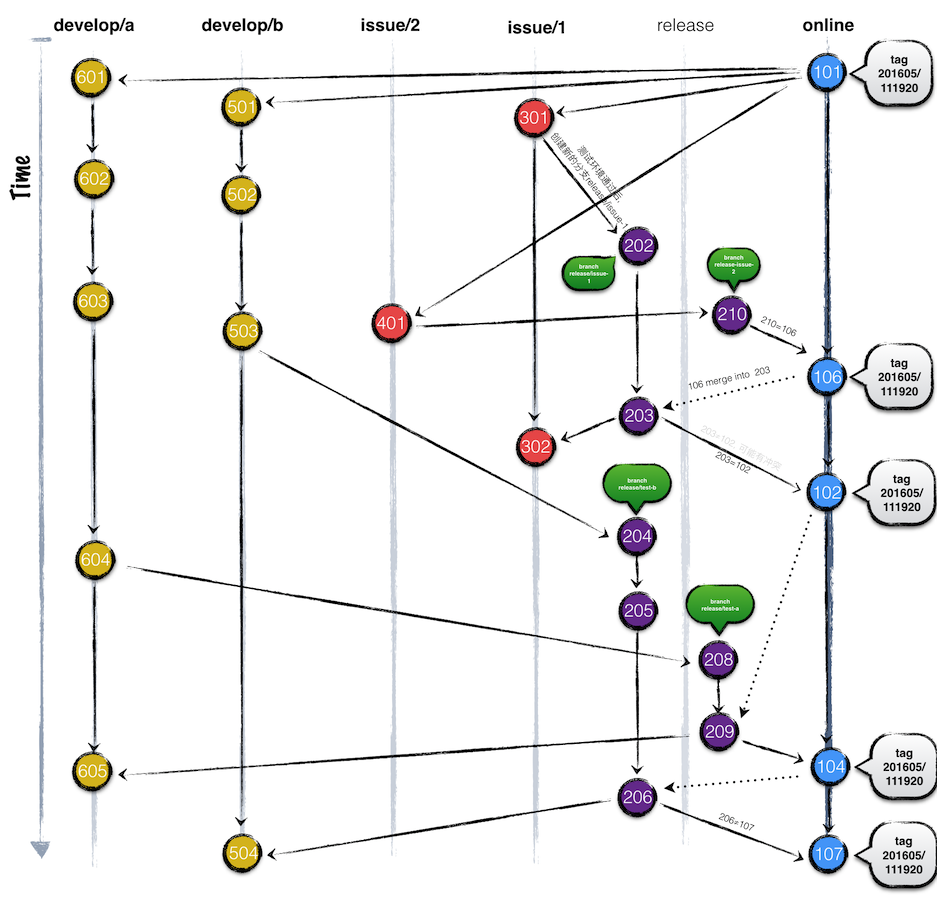 develop/a
develop/b
issue/2
issue/1
release
online
Time
601
101
tag
201605/
111920
501
301
602
502
测试环境通过后,
创建新的分支release/issue-1
202
branch
release/issue-
1
branch
release-issue-
2
603
503
401
210
210=106
106
tag
201605/
111920
106 merge into 203
203
302
203=102, 可能有冲突
203=102
102
tag
201605/
111920
branch
release/test-b
204
604
205
branch
release/test-a
208
209
605
104
tag
201605/
111920
206
206=107
504
107
tag
201605/
111920